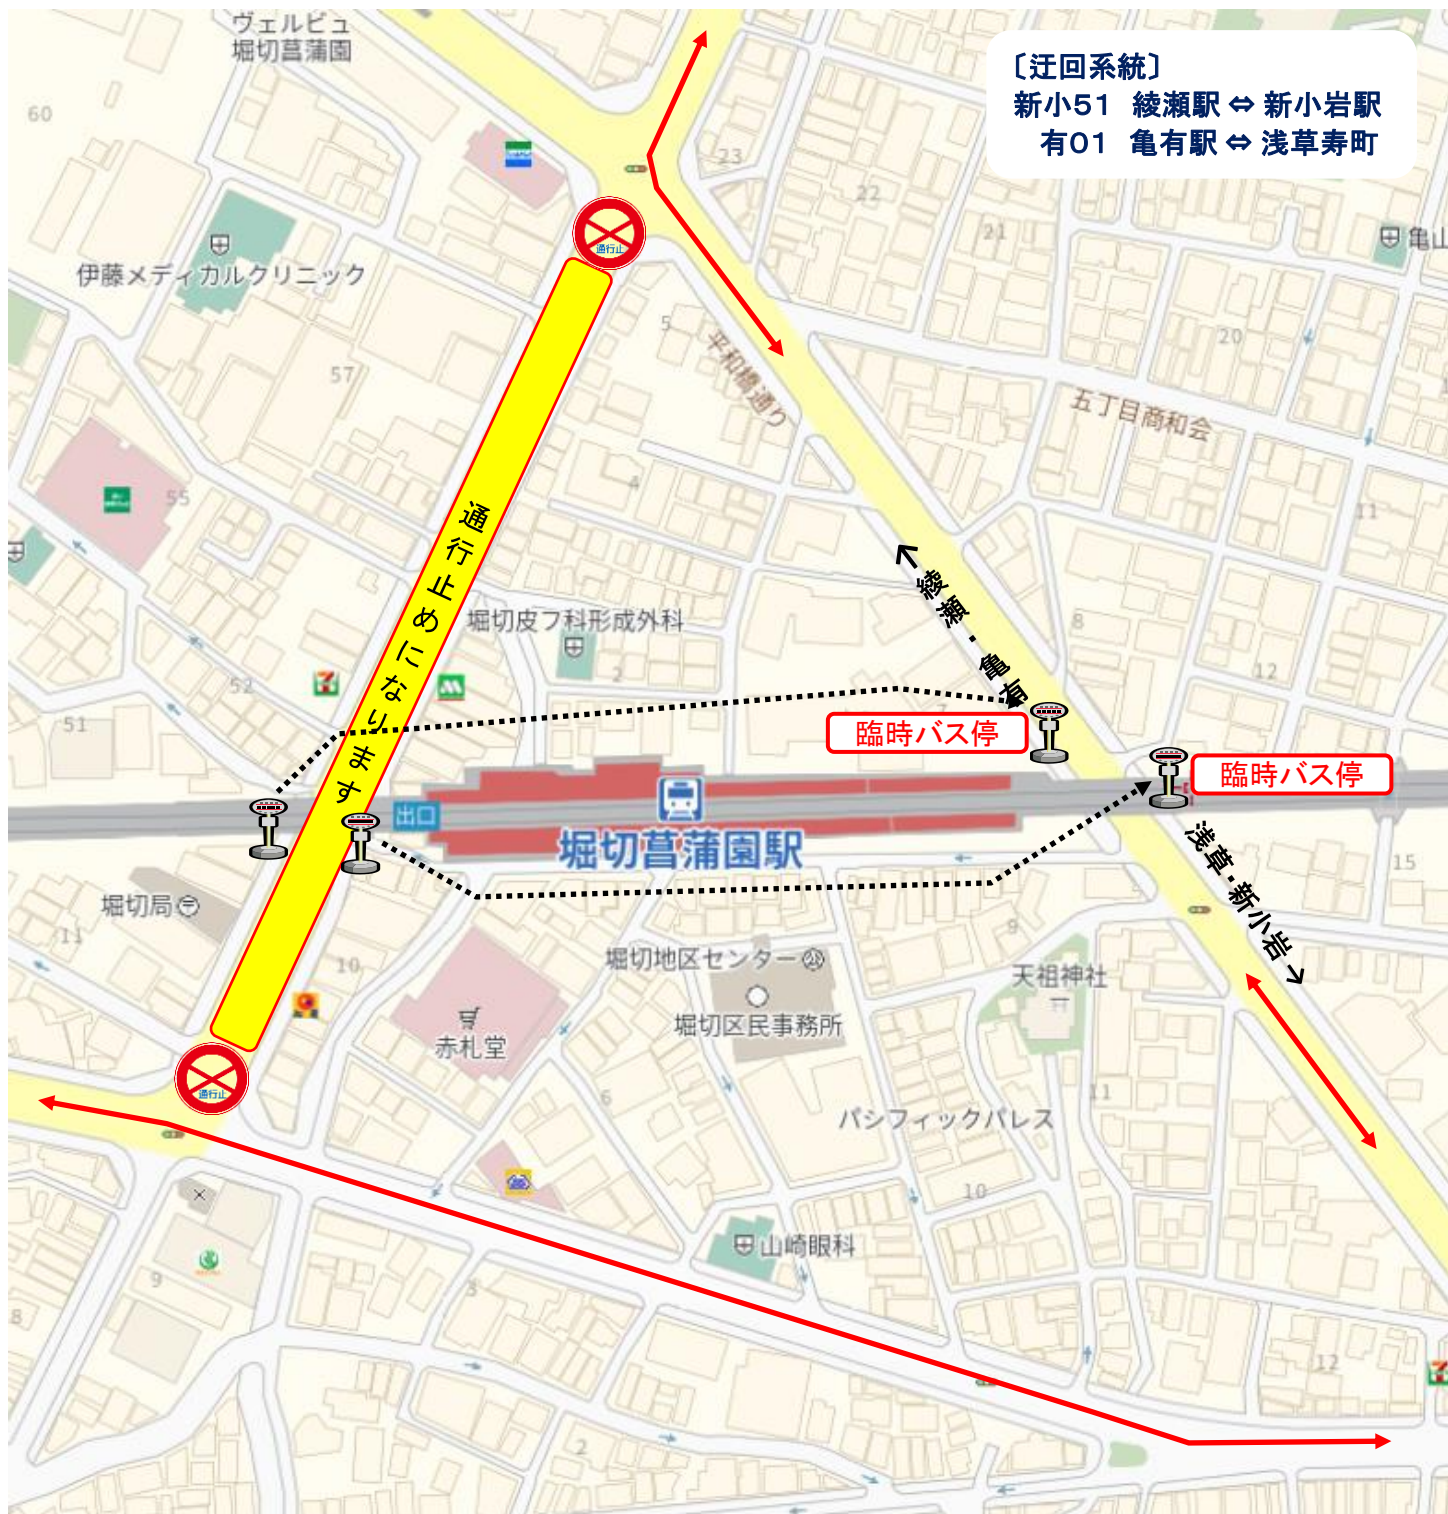 ヴェルビュ
堀切菖蒲園
〔迂回系統〕
新小51 綾瀬駅 ⇔ 新小岩駅
有01 亀有駅 ⇔ 浅草寿町
60
23
22
21
通行止
亀山
伊藤メディカルクリニック
5
20
57
平和橋通り
五丁目商和会
55
4
11
通行止めになります
綾瀬・亀有
堀切皮フ科形成外科
8
2
12
52
51
7
臨時バス停
臨時バス停
出口
堀切菖蒲園駅
浅草・新小岩
15
堀切局
11
9
10
堀切地区センター
天祖神社
堀切区民事務所
赤札堂
通行止
6
11
パシフィックパレス
10
山崎眼科
9
3
8
12
2